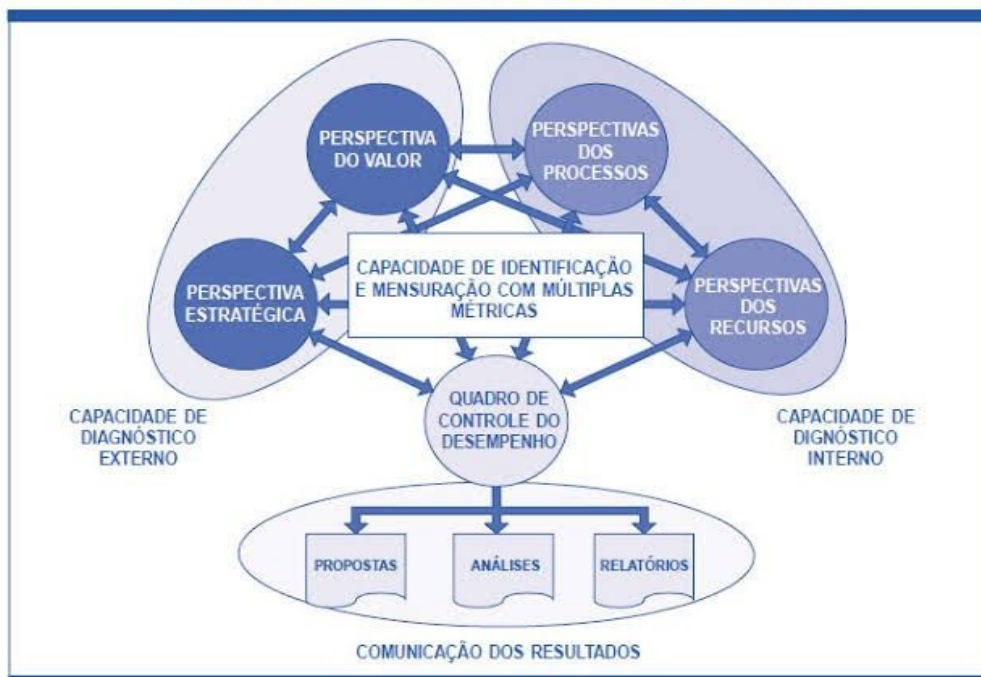 PERSPECTIVA
DO VALOR
PERSPECTIVAS
DOS
PROCESSOS
PERSPECTIVA
ESTRATÉGICA
CAPACIDADE DE IDENTIFICAÇÃO
E MENSURAÇÃO COM MÚLTIPLAS
MÉTRICAS
PERSPECTIVAS
DOS
RECURSOS
CAPACIDADE DE
DIAGNÓSTICO
EXTERNO
QUADRO DE
CONTROLE DO
DESEMPENHO
CAPACIDADE DE
DIGNÓSTICO
INTERNO
PROPOSTAS
ANÁLISES
RELATÓRIOS
COMUNICAÇÃO DOS RESULTADOS